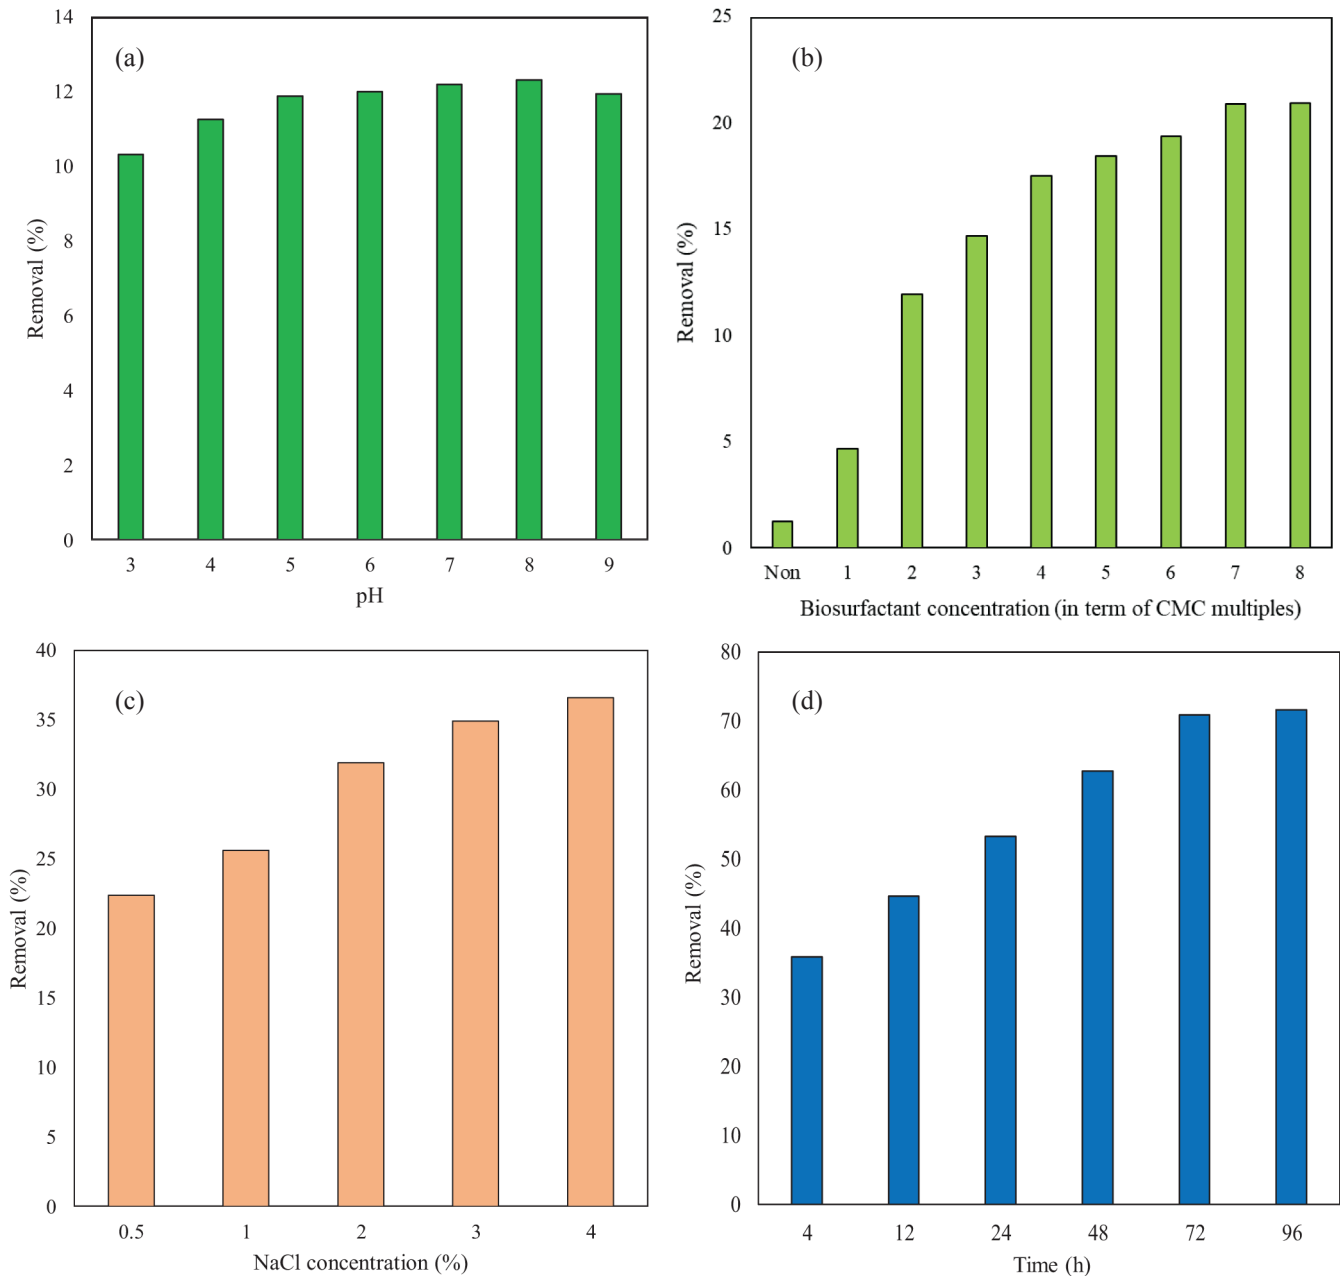 (a)
14
12
10
8
6
4
2
0
Removal (%)
3 4 5 6 7 8 9
pH
(b)
25
20
15
10
5
0
Removal (%)
Non 1 2 3 4 5 6 7 8
Biosurfactant concentration (in term of CMC multiples)
(c)
40
35
30
25
20
15
10
5
0
Removal (%)
0.5 1 2 3 4
NaCl concentration (%)
(d)
80
70
60
50
40
30
20
10
0
Removal (%)
4 12 24 48 72 96
Time (h)